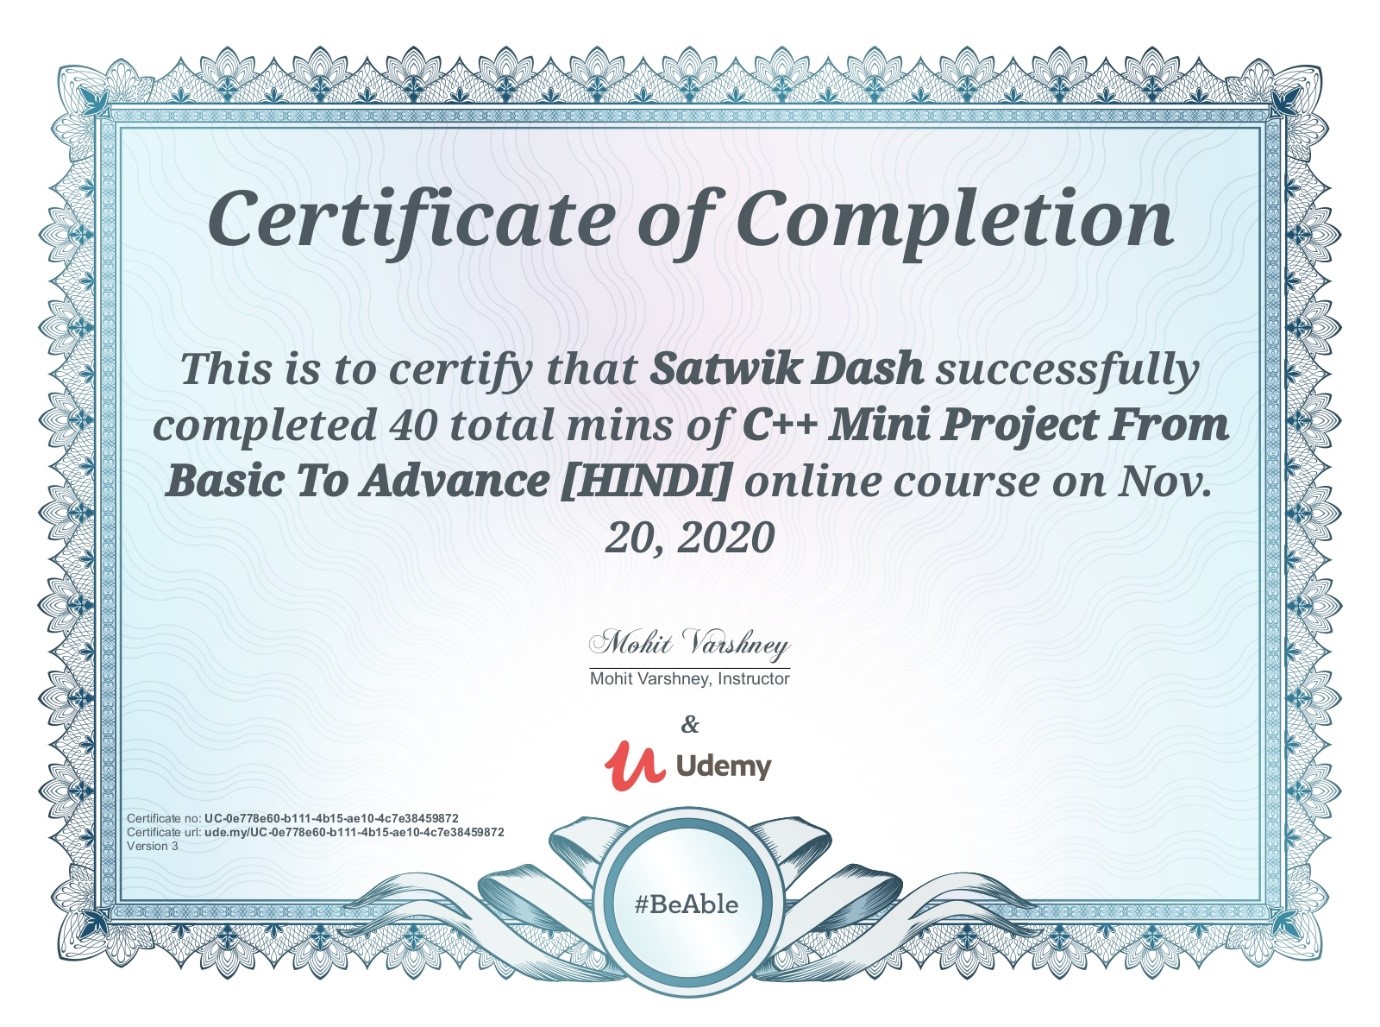 Certificate of Completion
This is to certify that Satwik Dash successfully
completed 40 total mins of C++ Mini Project From
Basic To Advance [HINDI] online course on Nov.
20, 2020
Mohit Varshney
Mohit Varshney, Instructor
&
Udemy
Certificate no: UC-0e778e60-b111-4b15-ae10-4c7e38459872
Certificate url: ude.my/UC-0e778e60-b111-4b15-ae10-4c7e38459872
Version 3
#BeAble